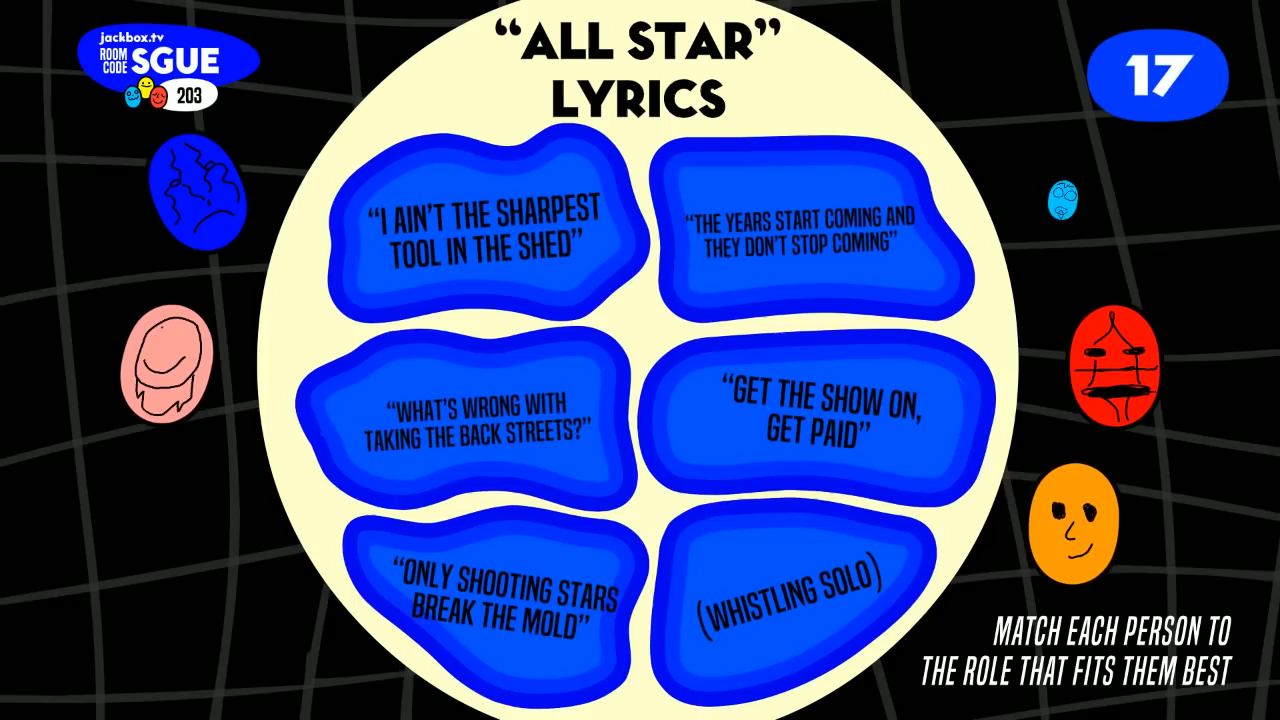 jackbox.tv
ROOM CODE SGUE
203
“ALL STAR”
LYRICS
17
“I AIN’T THE SHARPEST
TOOL IN THE SHED”
“THE YEARS START COMING AND
THEY DON’T STOP COMING”
“WHAT’S WRONG WITH
TAKING THE BACK STREETS?”
“GET THE SHOW ON,
GET PAID”
“ONLY SHOOTING STARS
BREAK THE MOLD”
(WHISTLING SOLO)
MATCH EACH PERSON TO
THE ROLE THAT FITS THEM BEST